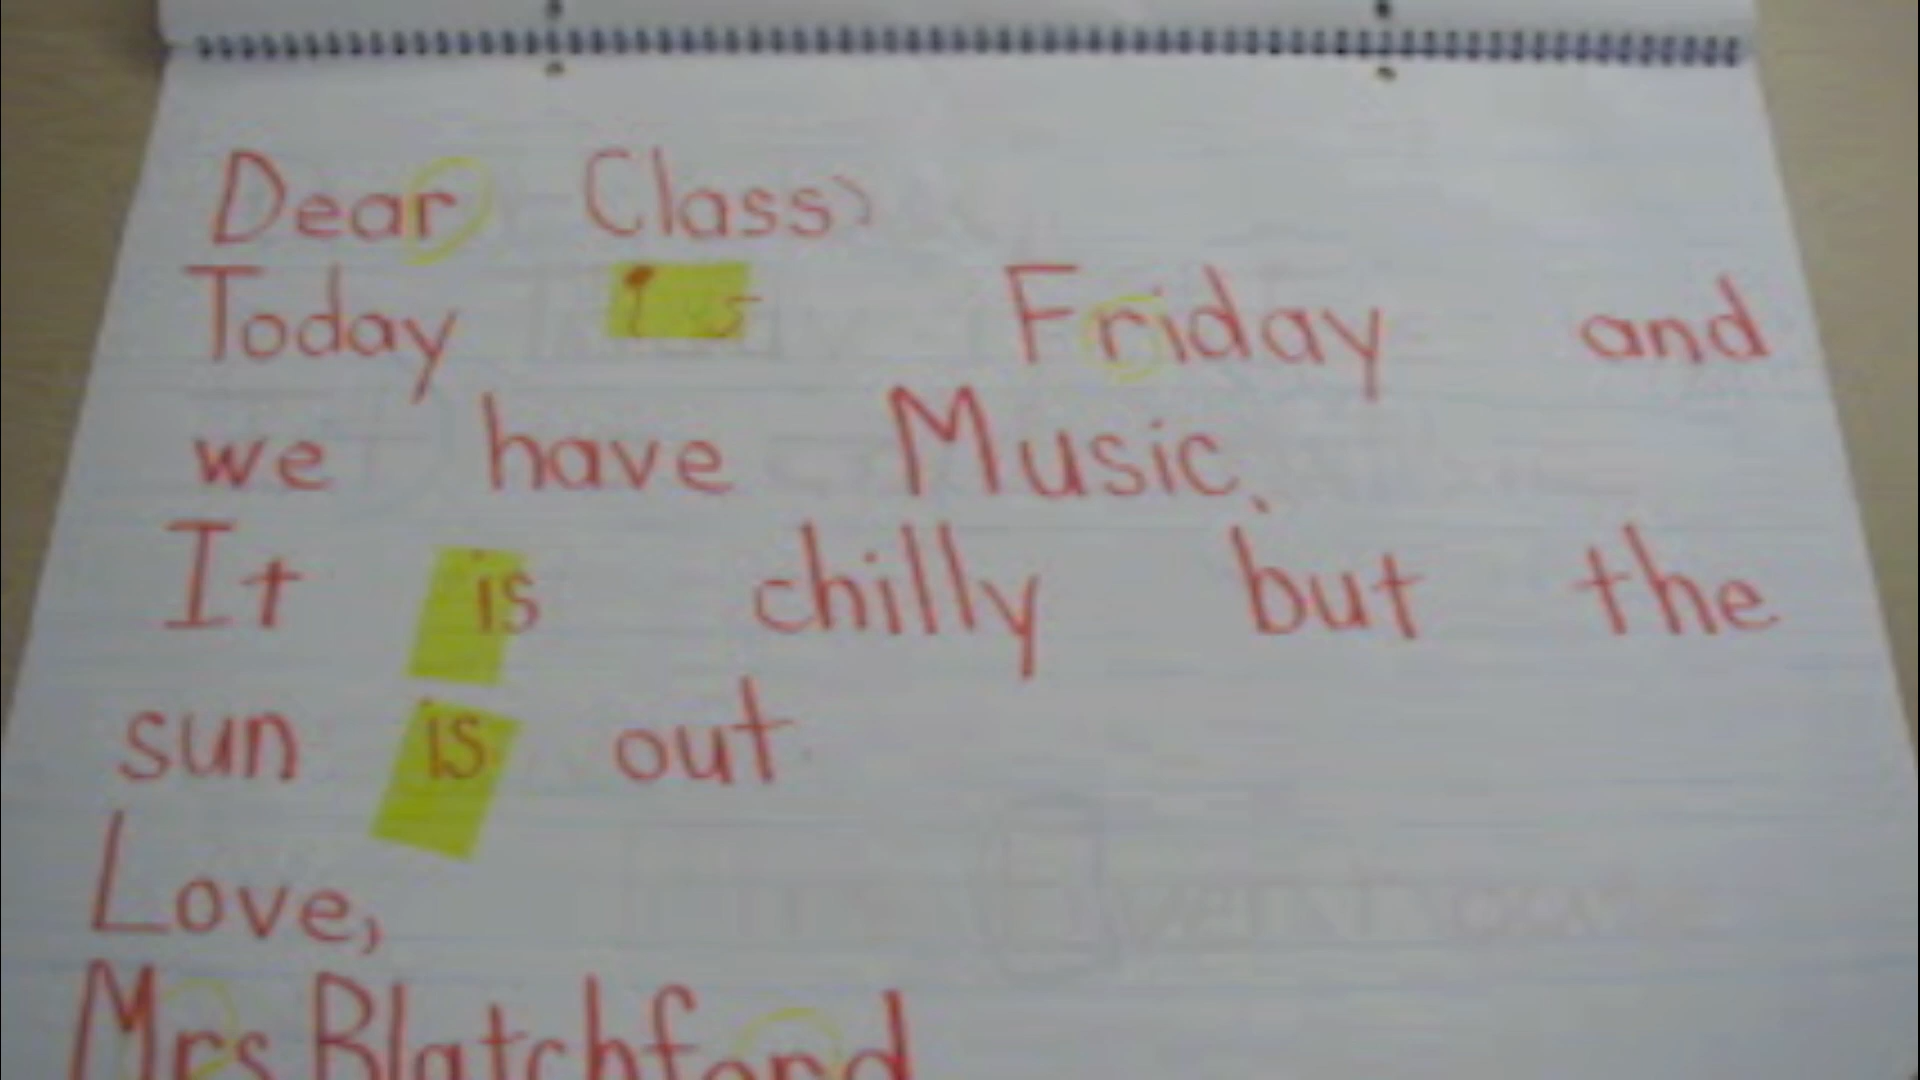 Dear Class,
Today is Friday and
we have Music.
It is chilly but the
sun is out.
Love,
Mrs Blatchford